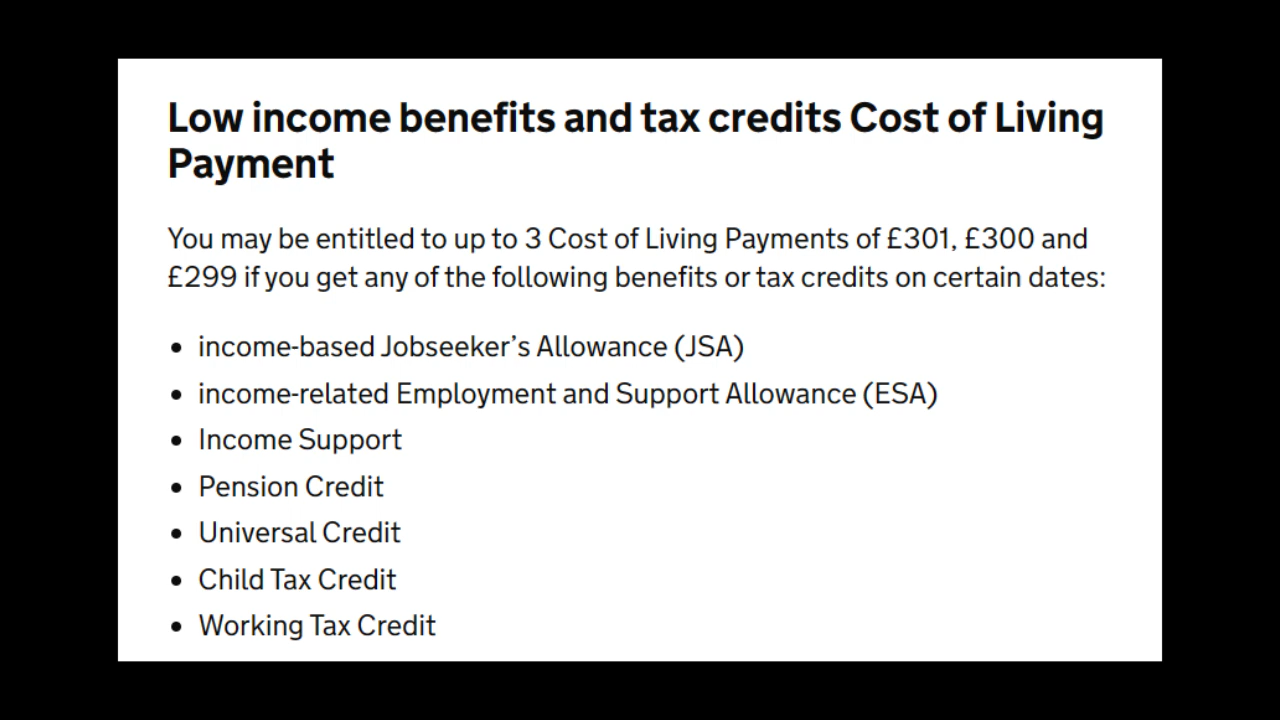 Low income benefits and tax credits Cost of Living
Payment
You may be entitled to up to 3 Cost of Living Payments of £301, £300 and
£299 if you get any of the following benefits or tax credits on certain dates:
• income-based Jobseeker’s Allowance (JSA)
• income-related Employment and Support Allowance (ESA)
• Income Support
• Pension Credit
• Universal Credit
• Child Tax Credit
• Working Tax Credit